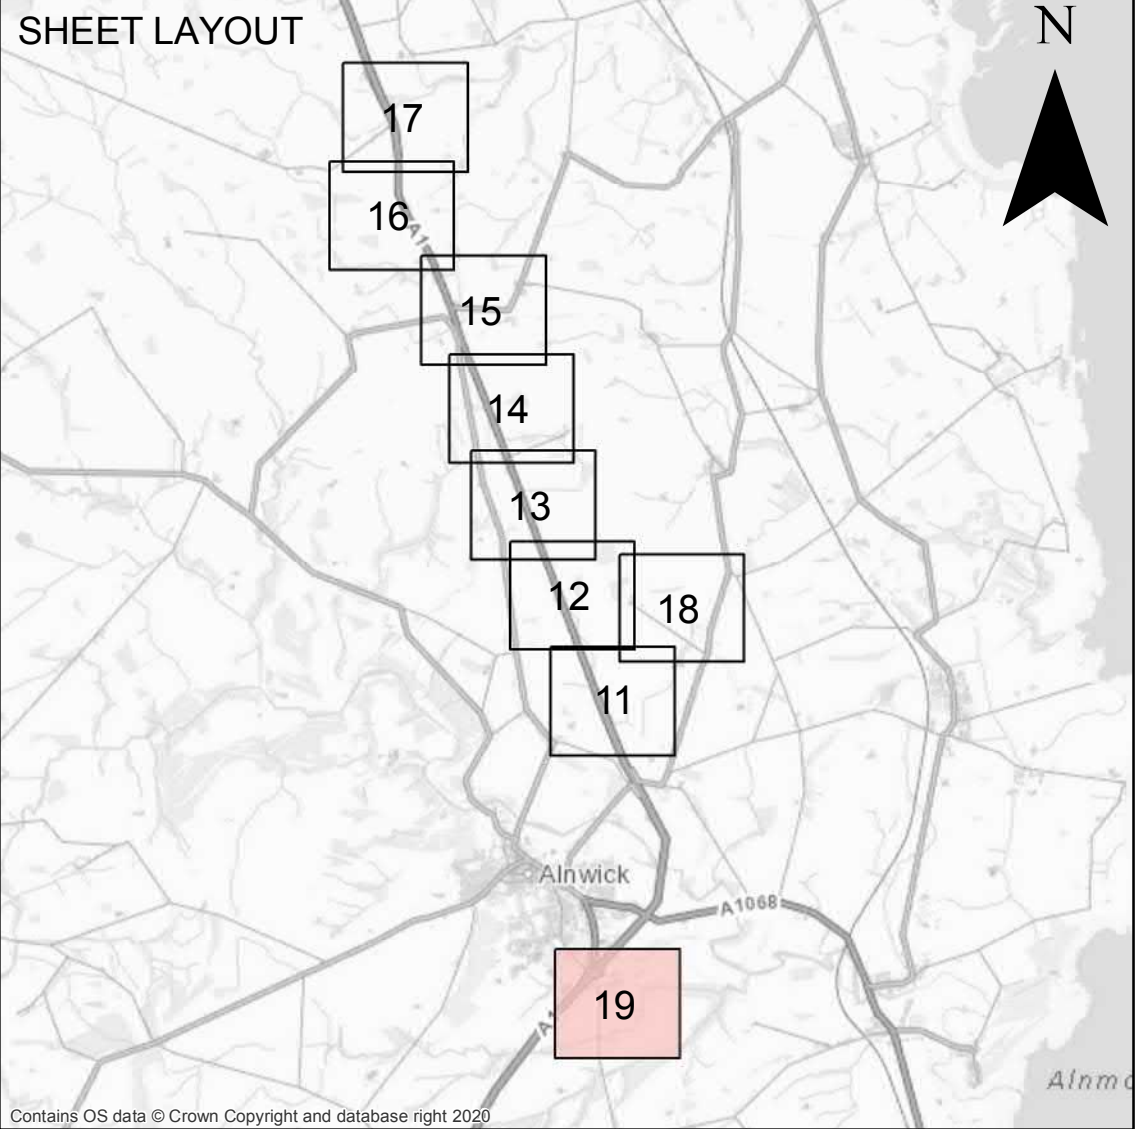 SHEET LAYOUT
N
17
16
A1
15
14
13
12
18
11
Alnwick
A1068
19
A1
Alnmo
Contains OS data © Crown Copyright and database right 2020